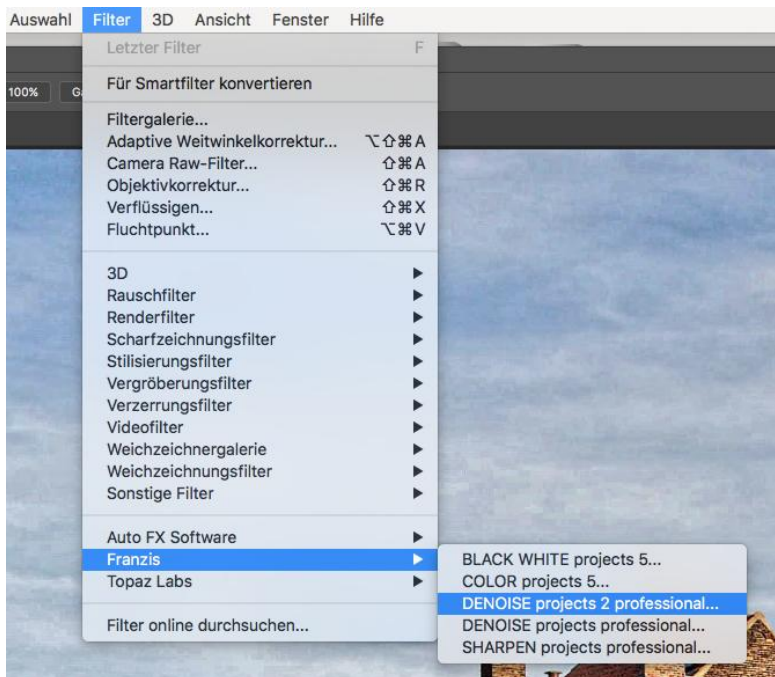 Auswahl Filter 3D Ansicht Fenster Hilfe
Letzter Filter F
Für Smartfilter konvertieren
100%
Filtergalerie...
Adaptive Weitwinkelkorrektur... ⌥⇧⌘A
Camera Raw-Filter... ⇧⌘A
Objektivkorrektur... ⇧⌘R
Verflüssigen... ⇧⌘X
Fluchtpunkt... ⌥⌘V
3D
Rauschfilter
Renderfilter
Scharfzeichnungsfilter
Stilisierungsfilter
Vergröberungsfilter
Verzerrungsfilter
Videofilter
Weichzeichnergalerie
Weichzeichnungsfilter
Sonstige Filter
Auto FX Software
Franzis
Topaz Labs
Filter online durchsuchen...
BLACK WHITE projects 5...
COLOR projects 5...
DENOISE projects 2 professional...
DENOISE projects professional...
SHARPEN projects professional...